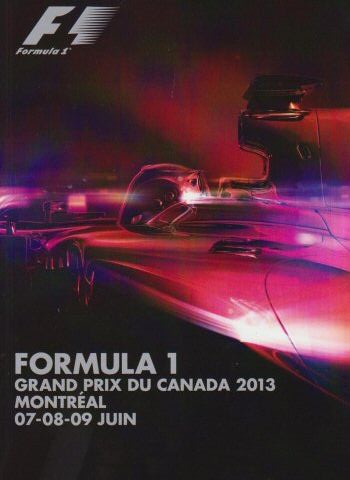 F1
Formula 1®
FORMULA 1
GRAND PRIX DU CANADA 2013
MONTRÉAL
07-08-09 JUIN